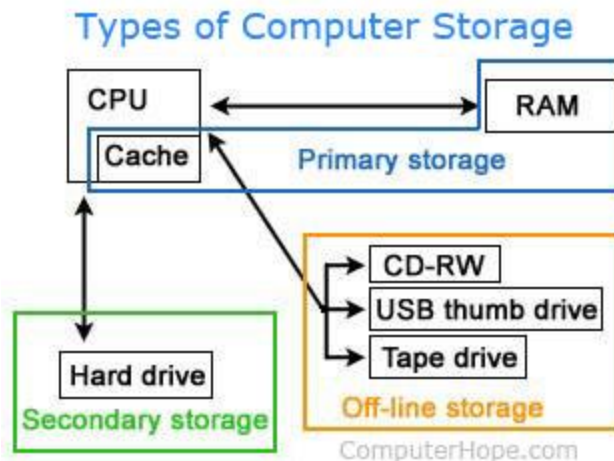 Types of Computer Storage
CPU
RAM
Cache
Primary storage
CD-RW
USB thumb drive
Tape drive
Off-line storage
Hard drive
Secondary storage
ComputerHope.com